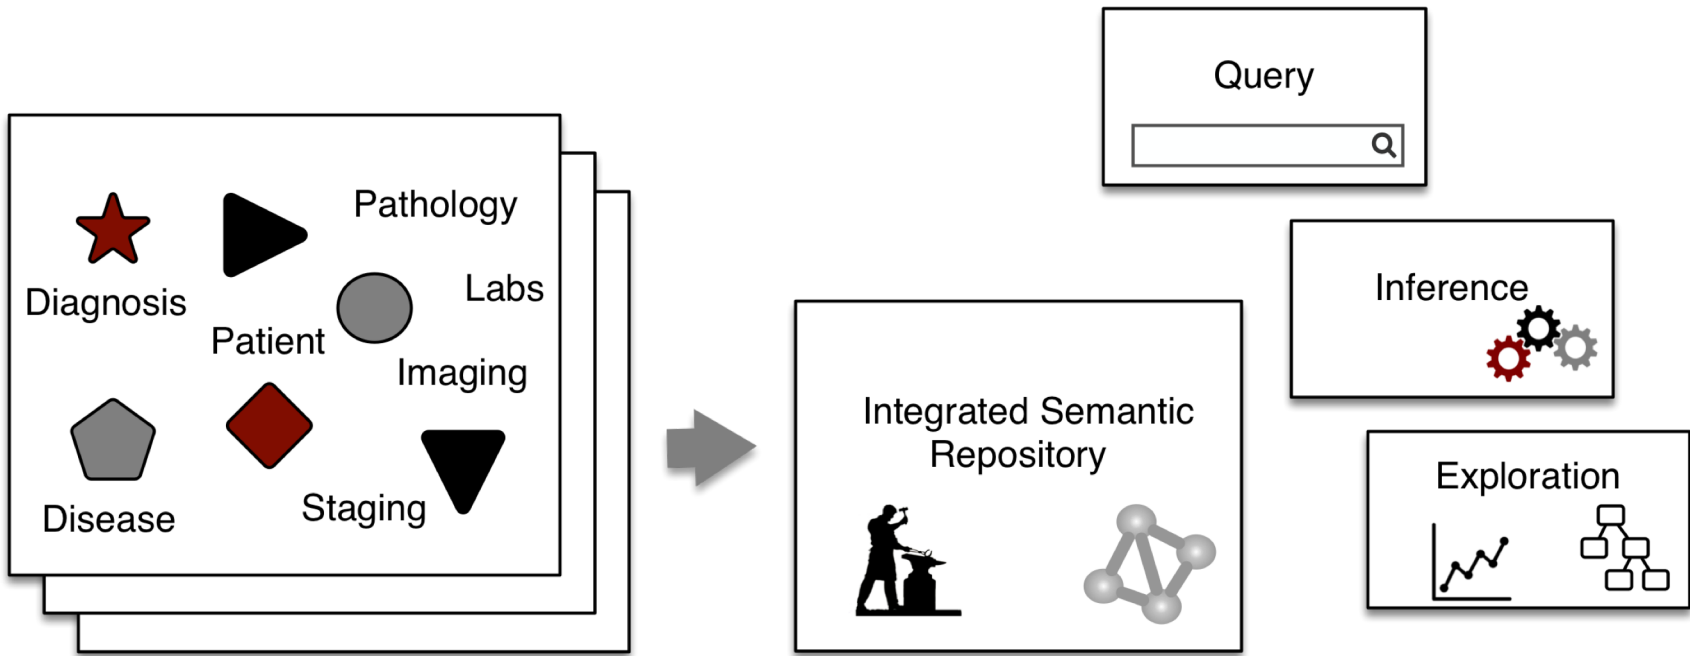 Pathology
Labs
Diagnosis
Patient
Imaging
Staging
Disease
Integrated Semantic
Repository
Query
Inference
Exploration